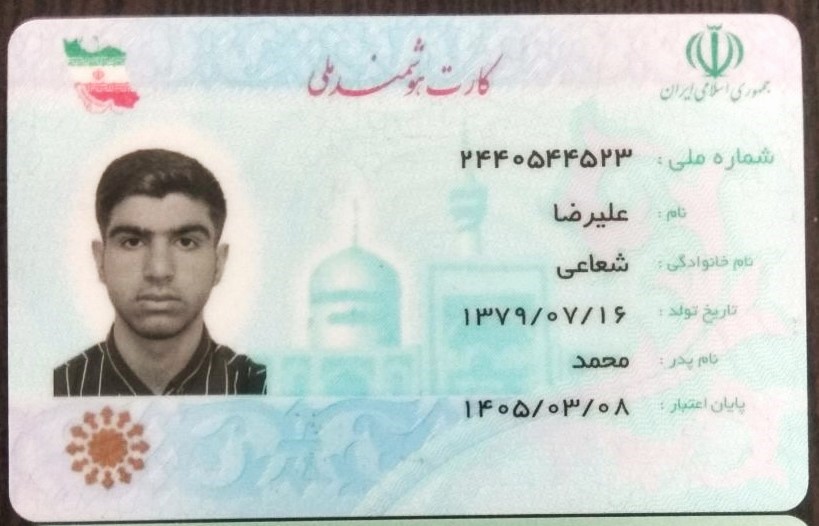 کارت هوشمند ملی
جمهوری اسلامی ایران
شماره ملی : ۲۴۴۰۵۴۴۵۲۳
نام : علیرضا
نام خانوادگی : شعاعی
تاریخ تولد : ۱۳۷۹/۰۷/۱۶
نام پدر : محمد
پایان اعتبار : ۱۴۰۵/۰۳/۰۸